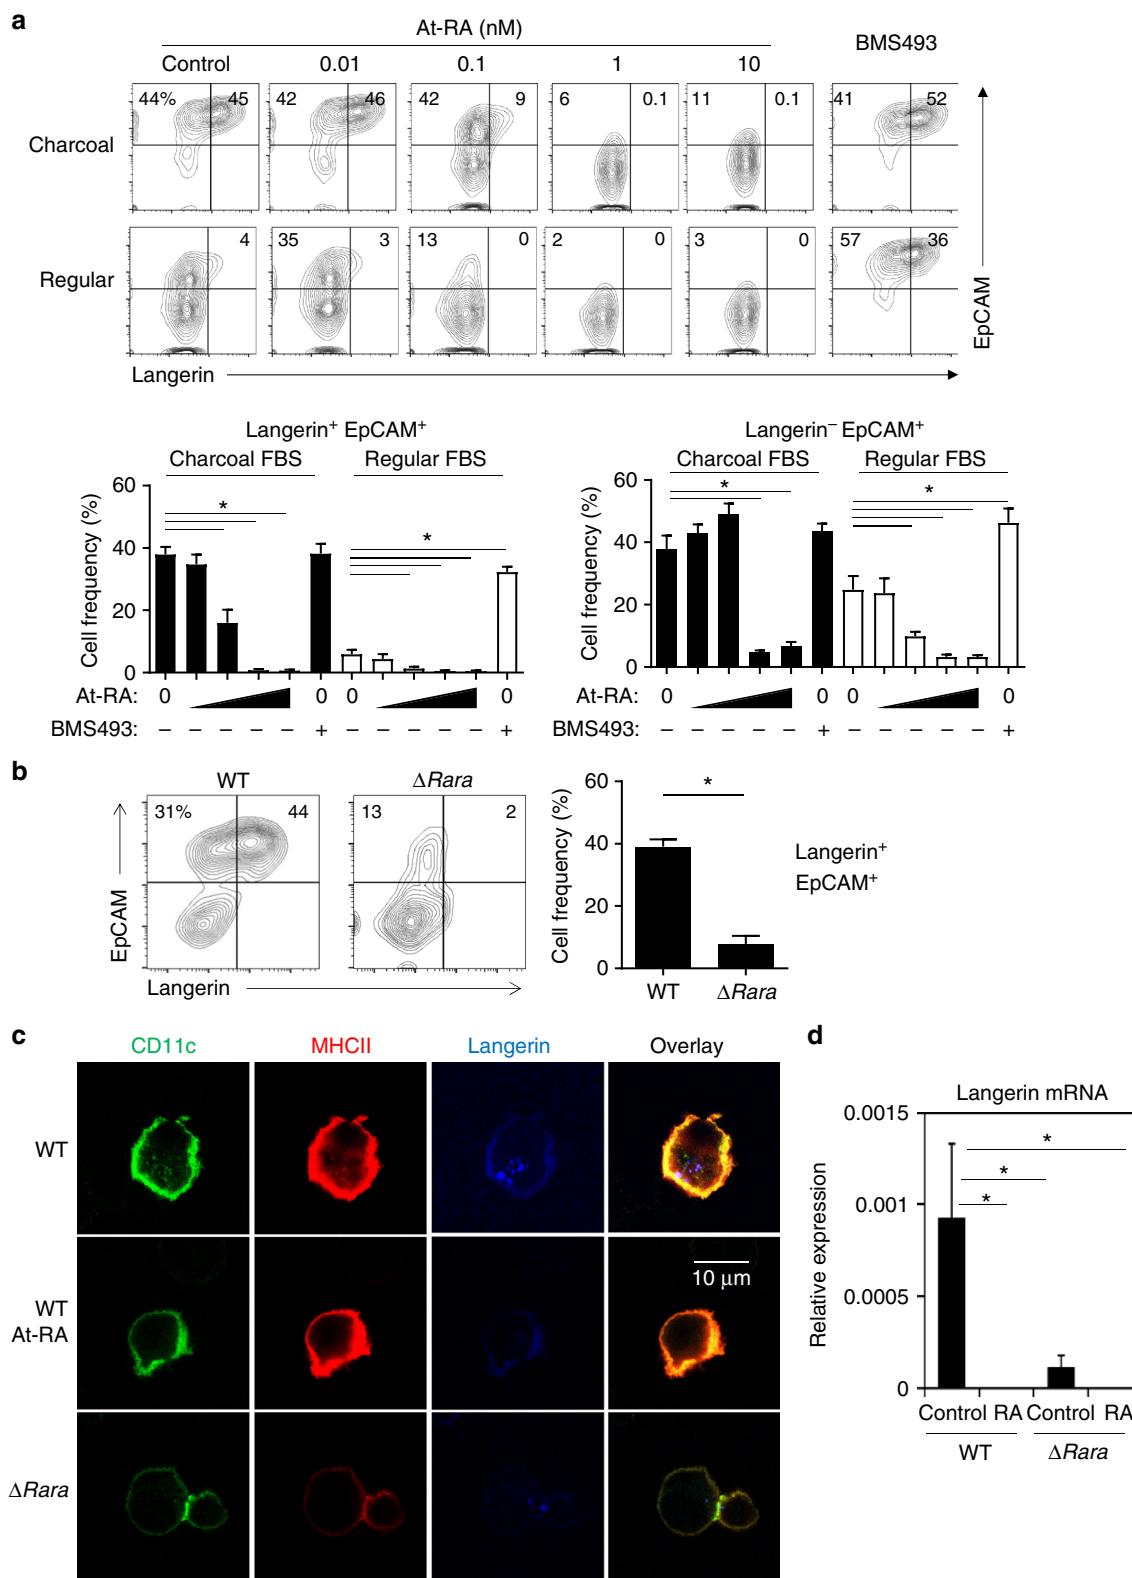 a
At-RA (nM)
BMS493
Control 0.01 0.1 1 10
Charcoal
44% 45 42 46 42 9 6 0.1 11 0.1 41 52
Regular
4 35 3 13 0 2 0 3 0 57 36
EpCAM
Langerin
Langerin+ EpCAM+
Charcoal FBS Regular FBS
Cell frequency (%)
60
40
20
0
*
*
At-RA: 0 0 0 0
BMS493: – – – – – + – – – – – +
Langerin– EpCAM+
Charcoal FBS Regular FBS
Cell frequency (%)
60
40
20
0
*
*
At-RA: 0 0 0 0
BMS493: – – – – – + – – – – – +
b
WT ΔRara
31% 44 13 2
EpCAM
Langerin
Cell frequency (%)
60
40
20
0
*
WT ΔRara
Langerin+
EpCAM+
c
CD11c MHCII Langerin Overlay
WT
WT
At-RA
10 μm
ΔRara
d
Langerin mRNA
Relative expression
0.0015
0.001
0.0005
0
*
*
*
Control RA Control RA
WT ΔRara